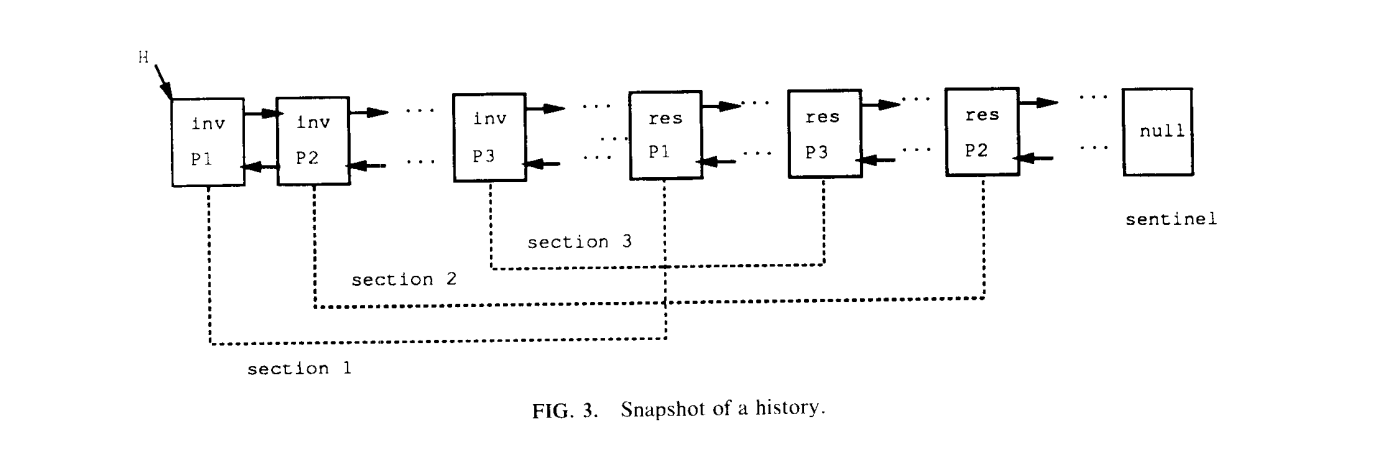 H
inv inv ... inv ... res ... res ... res ... null
P1 P2 ... P3 ... ... P1 ... P3 ... P2 ...
sentinel
section 3
section 2
section 1
FIG. 3. Snapshot of a history.